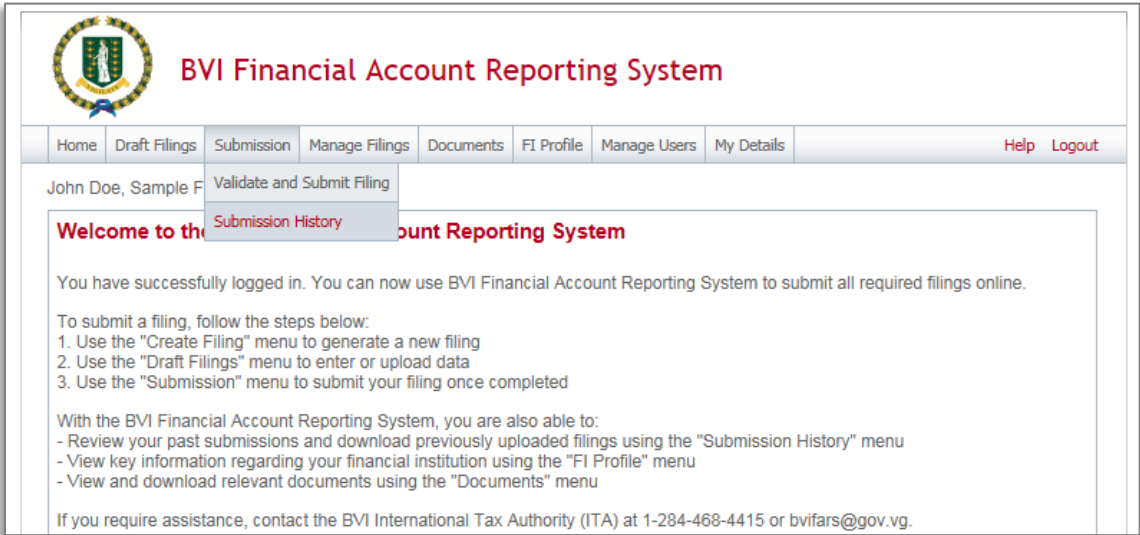 VIGILATE
BVI Financial Account Reporting System
Home Draft Filings Submission Manage Filings Documents FI Profile Manage Users My Details Help Logout
John Doe, Sample F
Validate and Submit Filing
Submission History
Welcome to th ount Reporting System
You have successfully logged in. You can now use BVI Financial Account Reporting System to submit all required filings online.
To submit a filing, follow the steps below:
1. Use the "Create Filing" menu to generate a new filing
2. Use the "Draft Filings" menu to enter or upload data
3. Use the "Submission" menu to submit your filing once completed
With the BVI Financial Account Reporting System, you are also able to:
- Review your past submissions and download previously uploaded filings using the "Submission History" menu
- View key information regarding your financial institution using the "FI Profile" menu
- View and download relevant documents using the "Documents" menu
If you require assistance, contact the BVI International Tax Authority (ITA) at 1-284-468-4415 or bvifars@gov.vg.